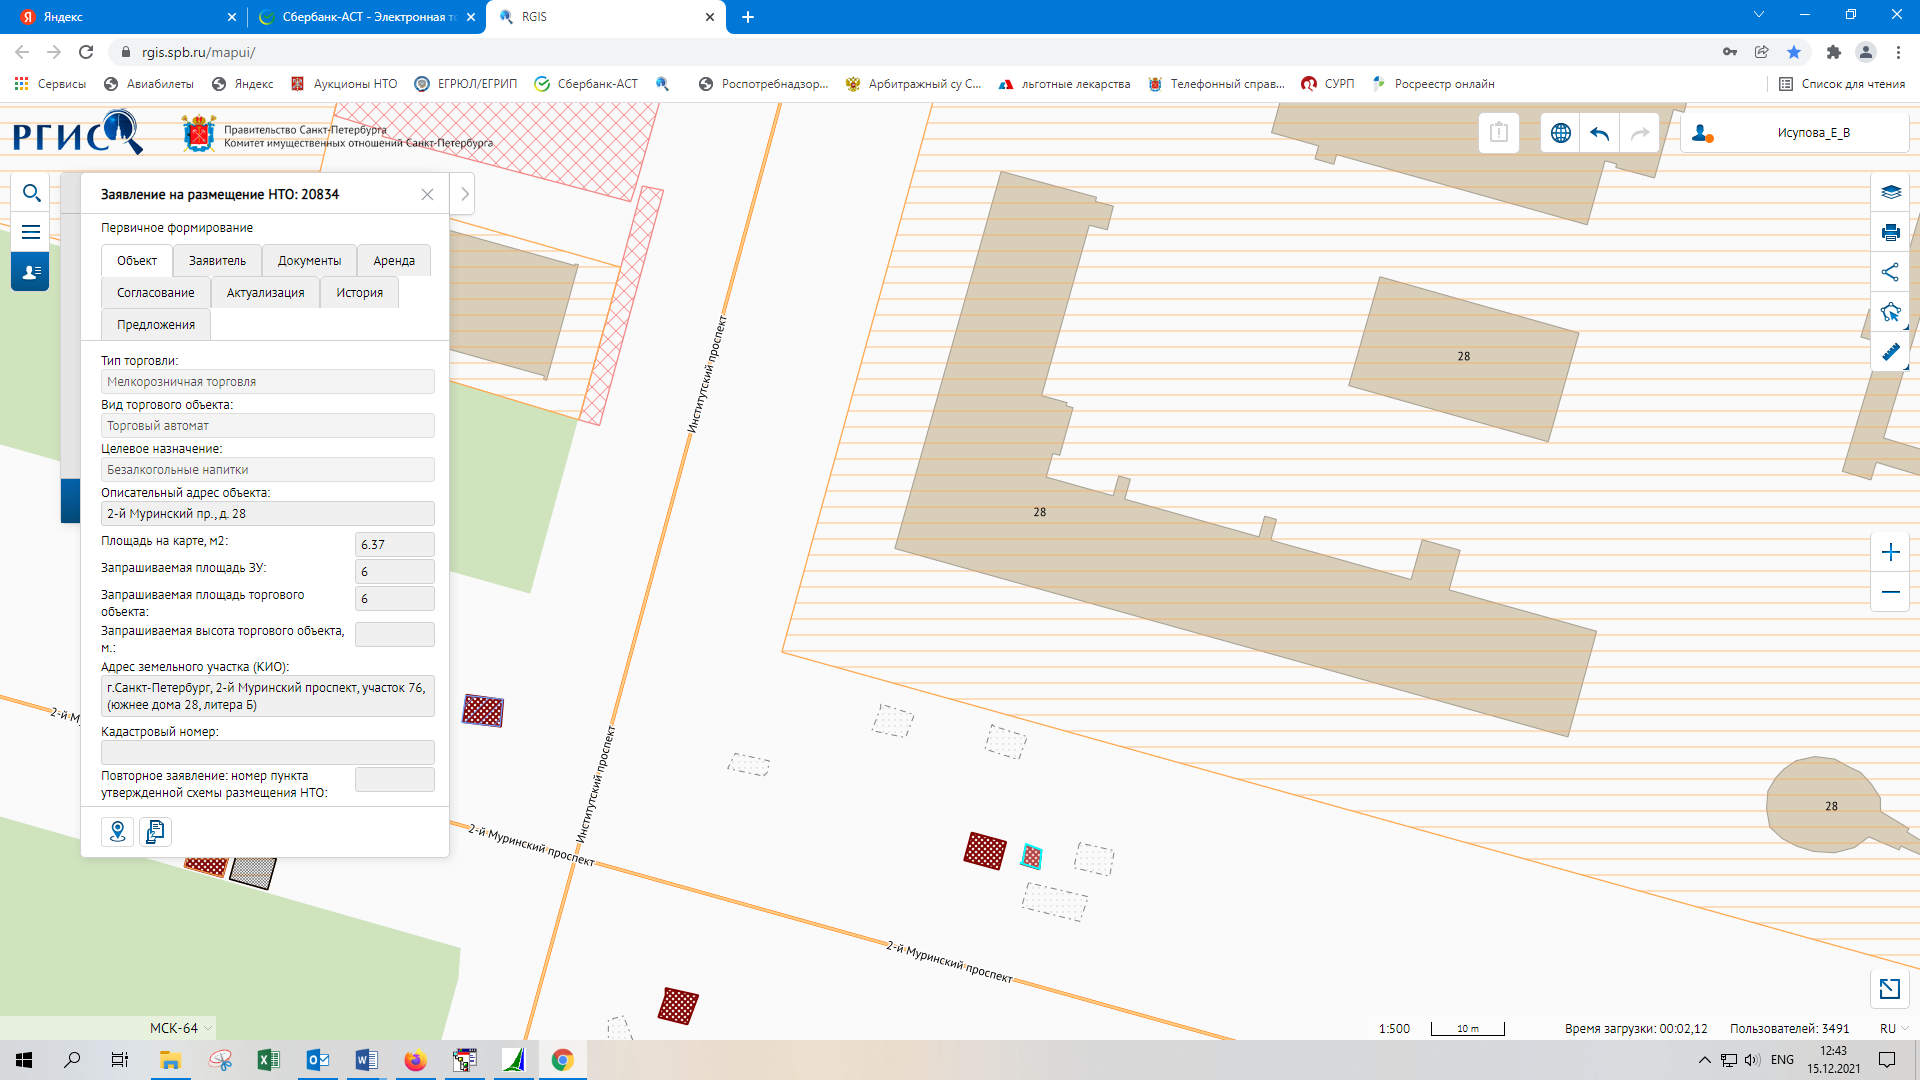 Яндекс
Сбербанк-АСТ - Электронная то
RGIS
rgis.spb.ru/mapui/
Сервисы
Авиабилеты
Яндекс
Аукционы НТО
ЕГРЮЛ/ЕГРИП
Сбербанк-АСТ
Роспотребнадзор...
Арбитражный су С...
льготные лекарства
Телефонный справ...
СУРП
Росреестр онлайн
Список для чтения
РГИС
Правительство Санкт-Петербурга
Комитет имущественных отношений Санкт-Петербурга
Исупова_Е_В
Заявление на размещение НТО: 20834
Первичное формирование
Объект
Заявитель
Документы
Аренда
Согласование
Актуализация
История
Предложения
Тип торговли:
Мелкорозничная торговля
Вид торгового объекта:
Торговый автомат
Целевое назначение:
Безалкогольные напитки
Описательный адрес объекта:
2-й Муринский пр., д. 28
Площадь на карте, м2:
6.37
Запрашиваемая площадь ЗУ:
6
Запрашиваемая площадь торгового
объекта:
6
Запрашиваемая высота торгового объекта,
м.:
Адрес земельного участка (КИО):
г.Санкт-Петербург, 2-й Муринский проспект, участок 76,
(южнее дома 28, литера Б)
Кадастровый номер:
Повторное заявление: номер пункта
утвержденной схемы размещения НТО:
Институтский проспект
28
28
28
2-й Му
Институтский проспект
2-й Муринский проспект
2-й Муринский проспект
МСК-64
1:500
10 m
Время загрузки: 00:02,12
Пользователей: 3491
RU
ENG
12:43
15.12.2021